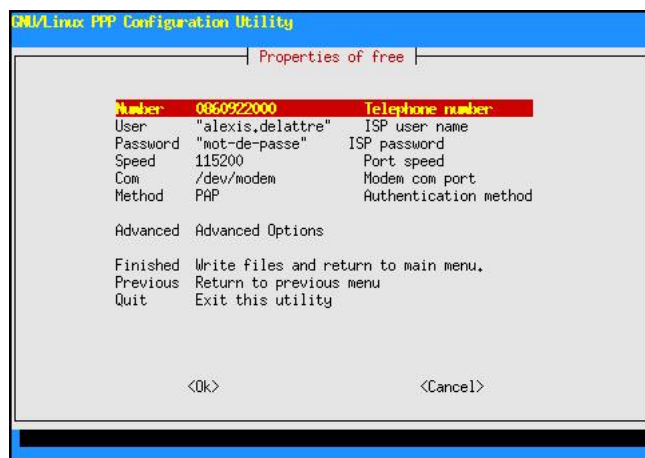 GNU/Linux PPP Configuration Utility
Properties of free
Number 0860922000 Telephone number
User "alexis.delattre" ISP user name
Password "mot-de-passe" ISP password
Speed 115200 Port speed
Com /dev/modem Modem com port
Method PAP Authentication method
Advanced Advanced Options
Finished Write files and return to main menu.
Previous Return to previous menu
Quit Exit this utility
<Ok> <Cancel>